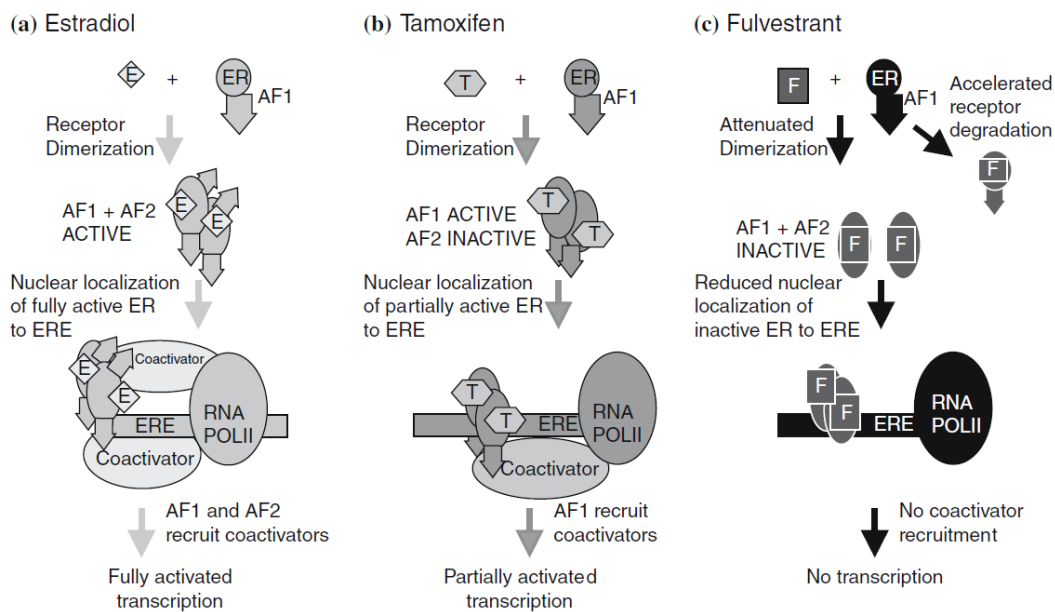 (a) Estradiol
E
+
ER
AF1
Receptor
Dimerization
E
E
AF1 + AF2
ACTIVE
Nuclear localization
of fully active ER
to ERE
E
Coactivator
E
ERE
RNA
POLII
Coactivator
AF1 and AF2
recruit coactivators
Fully activated
transcription
(b) Tamoxifen
T
+
ER
AF1
Receptor
Dimerization
T
T
AF1 ACTIVE
AF2 INACTIVE
Nuclear localization
of partially active ER
to ERE
T
T
ERE
RNA
POLII
Coactivator
AF1 recruit
coactivators
Partially activated
transcription
(c) Fulvestrant
F
+
ER
AF1
Accelerated
receptor
degradation
Attenuated
Dimerization
F
AF1 + AF2
INACTIVE
F
F
Reduced nuclear
localization of
inactive ER to ERE
F
F
ERE
RNA
POLII
No coactivator
recruitment
No transcription